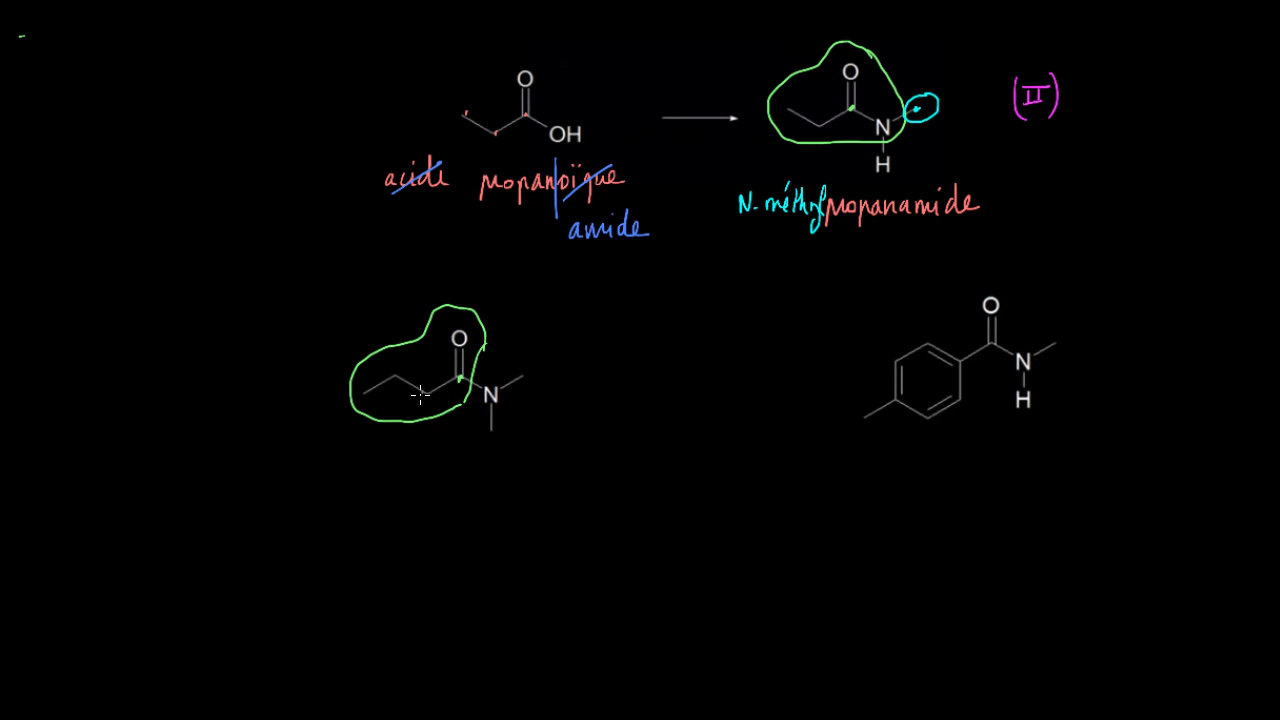 O
OH
acide propanoïque
amide
O
N
H
(II)
N-méthylpropanamide
O
N
O
N
H